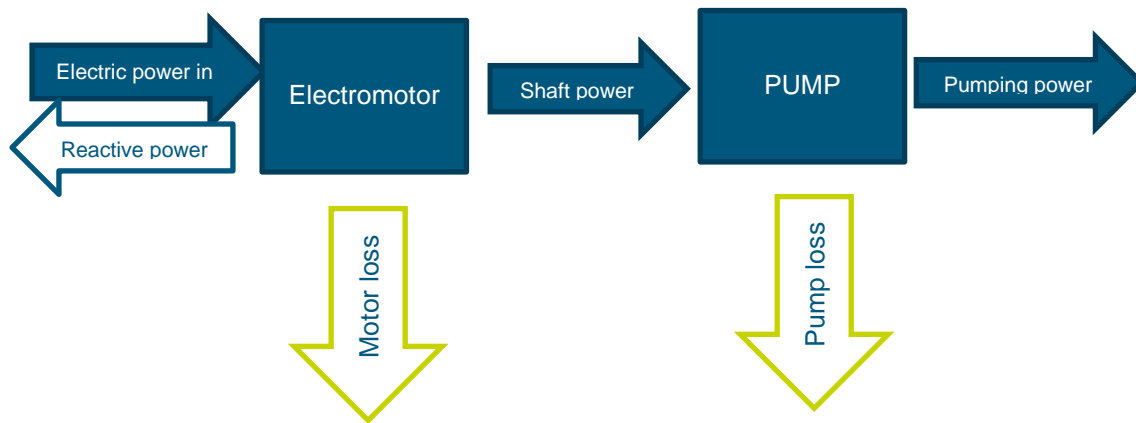 Electric power in
Reactive power
Electromotor
Shaft power
PUMP
Pumping power
Motor loss
Pump loss